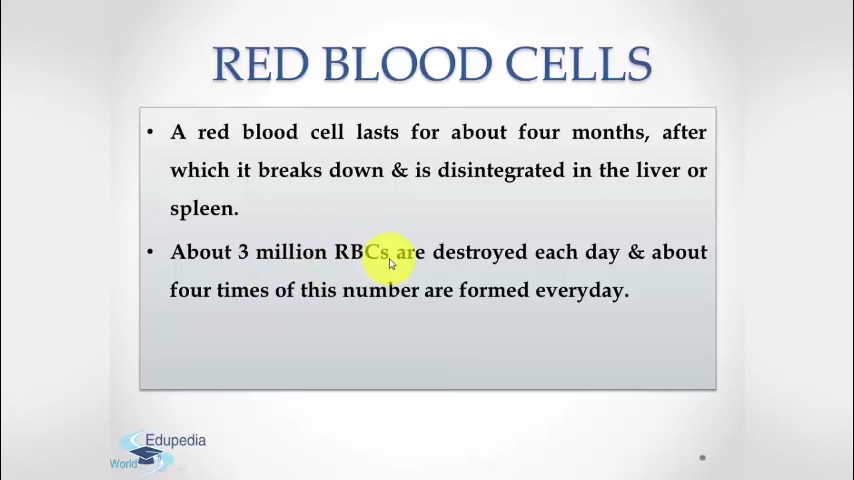 RED BLOOD CELLS
• A red blood cell lasts for about four months, after
which it breaks down & is disintegrated in the liver or
spleen.
• About 3 million RBCs are destroyed each day & about
four times of this number are formed everyday.
Edupedia
World